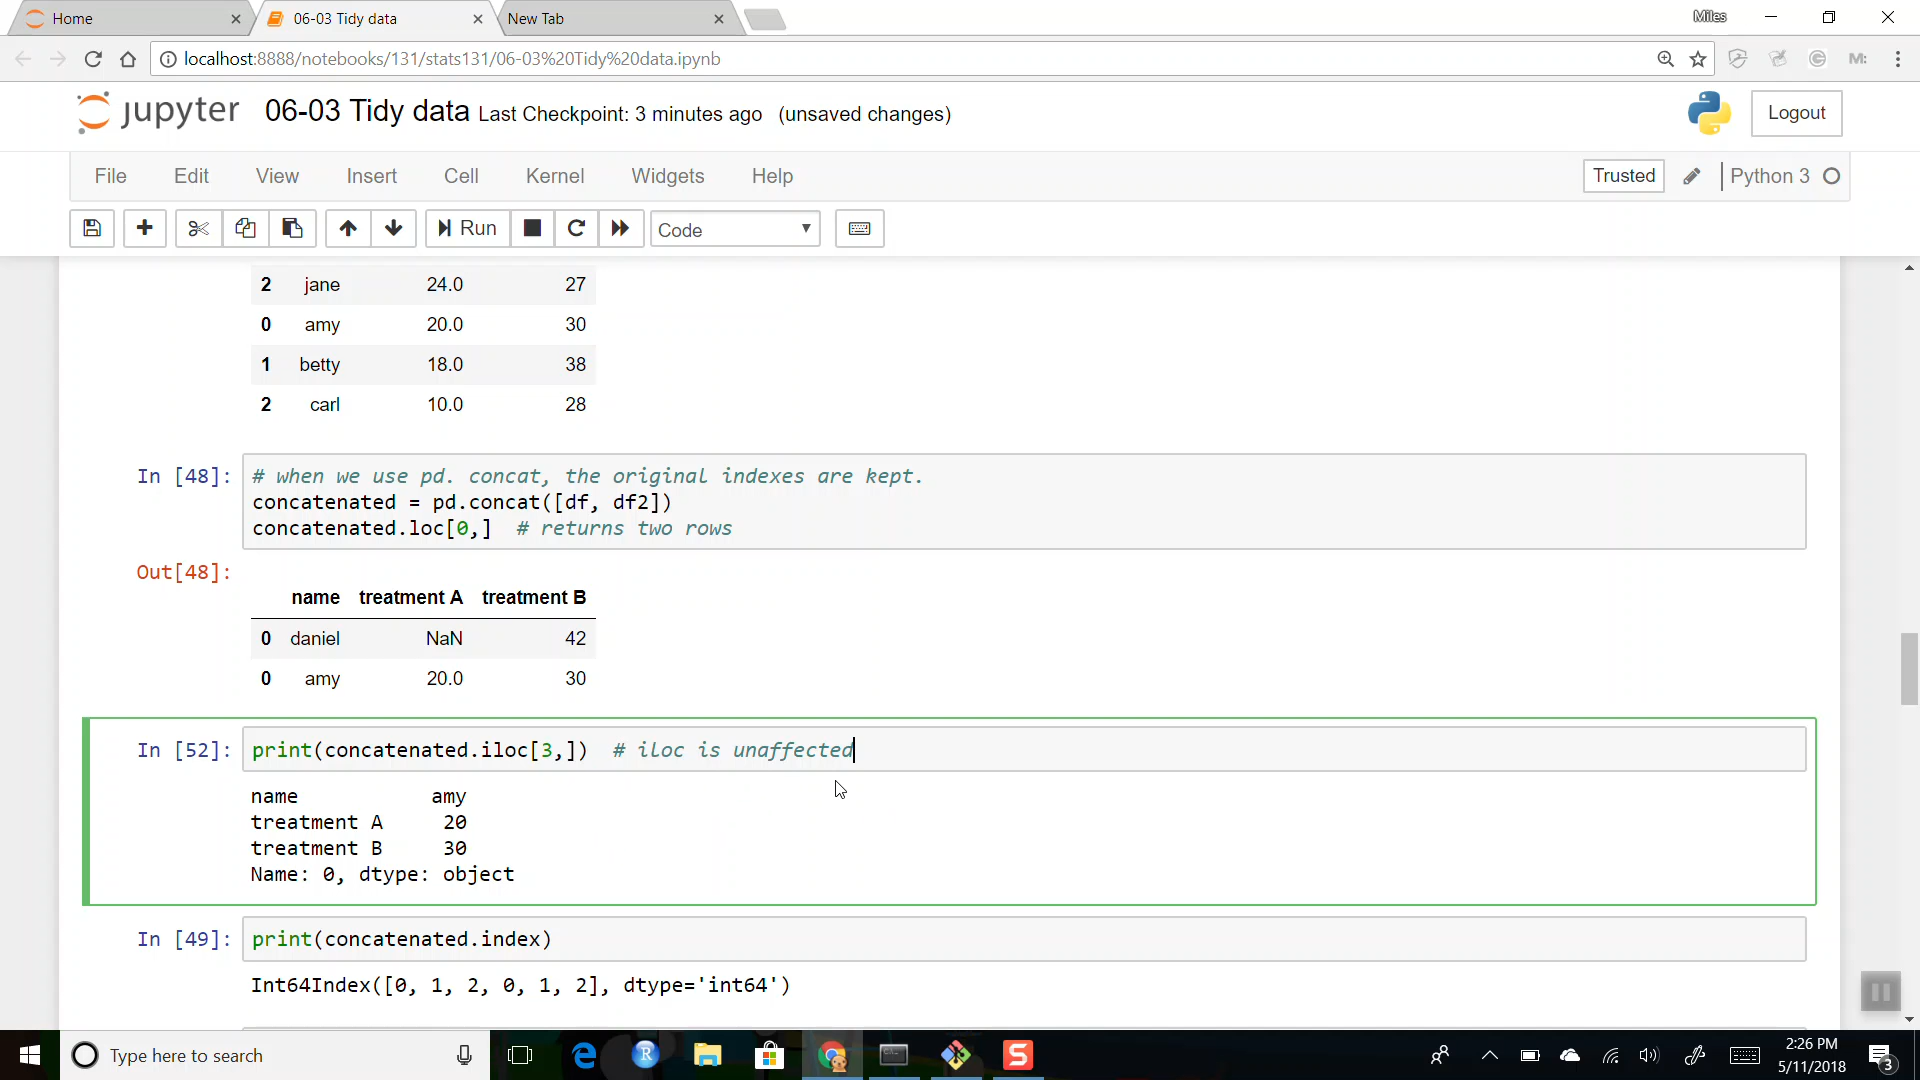 Home
06-03 Tidy data
New Tab
Miles
localhost:8888/notebooks/131/stats131/06-03%20Tidy%20data.ipynb
M:
jupyter 06-03 Tidy data Last Checkpoint: 3 minutes ago (unsaved changes)
Logout
File Edit View Insert Cell Kernel Widgets Help
Trusted
Python 3
Run
Code
2 jane 24.0 27
0 amy 20.0 30
1 betty 18.0 38
2 carl 10.0 28
In [48]: # when we use pd. concat, the original indexes are kept.
concatenated = pd.concat([df, df2])
concatenated.loc[0,]  # returns two rows
Out[48]:
name treatment A treatment B
0 daniel NaN 42
0 amy 20.0 30
In [52]: print(concatenated.iloc[3,])  # iloc is unaffected
name amy
treatment A 20
treatment B 30
Name: 0, dtype: object
In [49]: print(concatenated.index)
Int64Index([0, 1, 2, 0, 1, 2], dtype='int64')
Type here to search
2:26 PM
5/11/2018
3